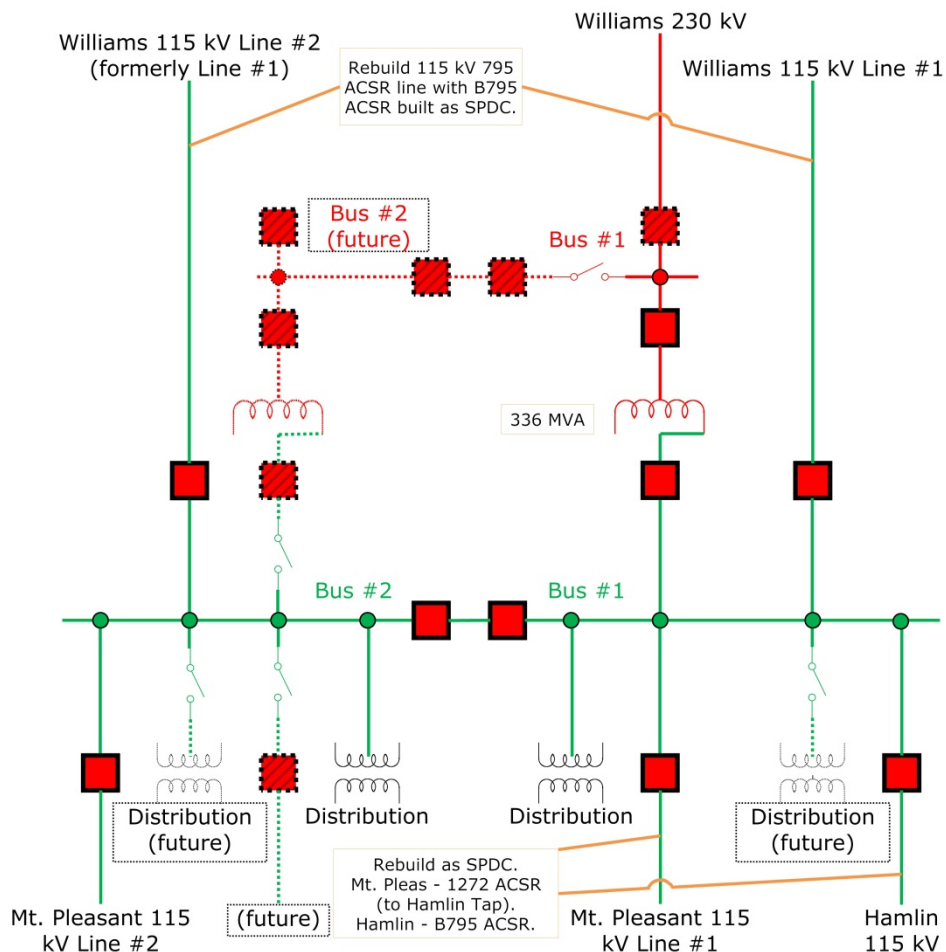 Williams 230 kV
Williams 115 kV Line #2
(formerly Line #1)
Rebuild 115 kV 795
ACSR line with B795
ACSR built as SPDC.
Williams 115 kV Line #1
Bus #2
(future)
Bus #1
336 MVA
Bus #2
Bus #1
Distribution
(future)
Distribution
Distribution
Distribution
(future)
Rebuild as SPDC.
Mt. Pleas - 1272 ACSR
(to Hamlin Tap).
Hamlin - B795 ACSR.
Mt. Pleasant 115
kV Line #2
(future)
Mt. Pleasant 115
kV Line #1
Hamlin
115 kV